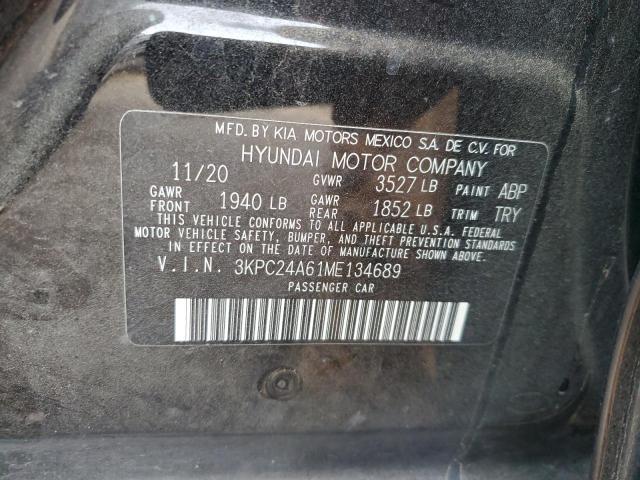 MFD. BY KIA MOTORS MEXICO S.A. DE C.V. FOR
HYUNDAI MOTOR COMPANY
11/20 GVWR 3527 LB PAINT ABP
GAWR FRONT 1940 LB GAWR REAR 1852 LB TRIM TRY
THIS VEHICLE CONFORMS TO ALL APPLICABLE U.S.A. FEDERAL
MOTOR VEHICLE SAFETY, BUMPER, AND THEFT PREVENTION STANDARDS
IN EFFECT ON THE DATE OF MANUFACTURE SHOWN ABOVE.
V.I.N. 3KPC24A61ME134689
PASSENGER CAR